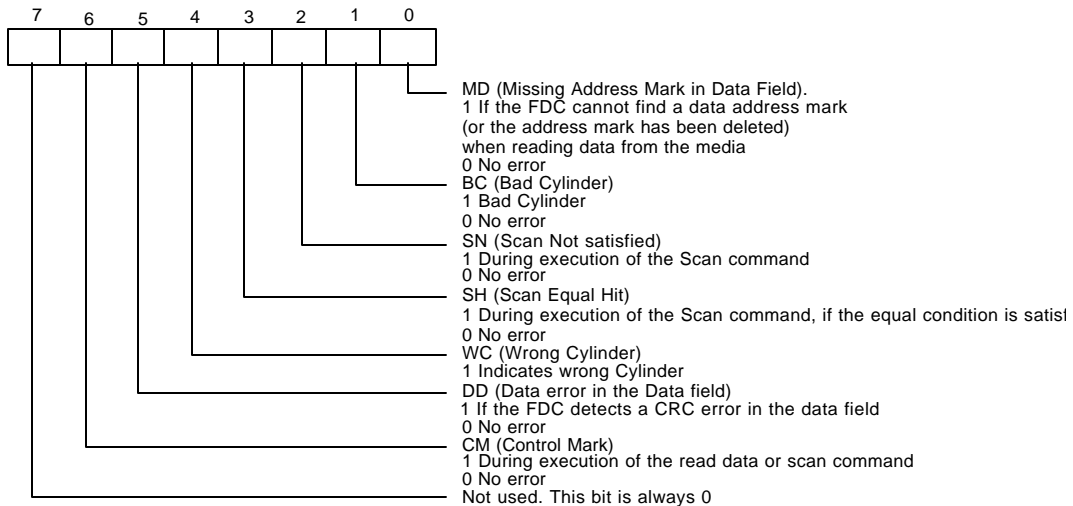 7 6 5 4 3 2 1 0
MD (Missing Address Mark in Data Field).
1 If the FDC cannot find a data address mark
(or the address mark has been deleted)
when reading data from the media
0 No error
BC (Bad Cylinder)
1 Bad Cylinder
0 No error
SN (Scan Not satisfied)
1 During execution of the Scan command
0 No error
SH (Scan Equal Hit)
1 During execution of the Scan command, if the equal condition is satisf
0 No error
WC (Wrong Cylinder)
1 Indicates wrong Cylinder
DD (Data error in the Data field)
1 If the FDC detects a CRC error in the data field
0 No error
CM (Control Mark)
1 During execution of the read data or scan command
0 No error
Not used. This bit is always 0